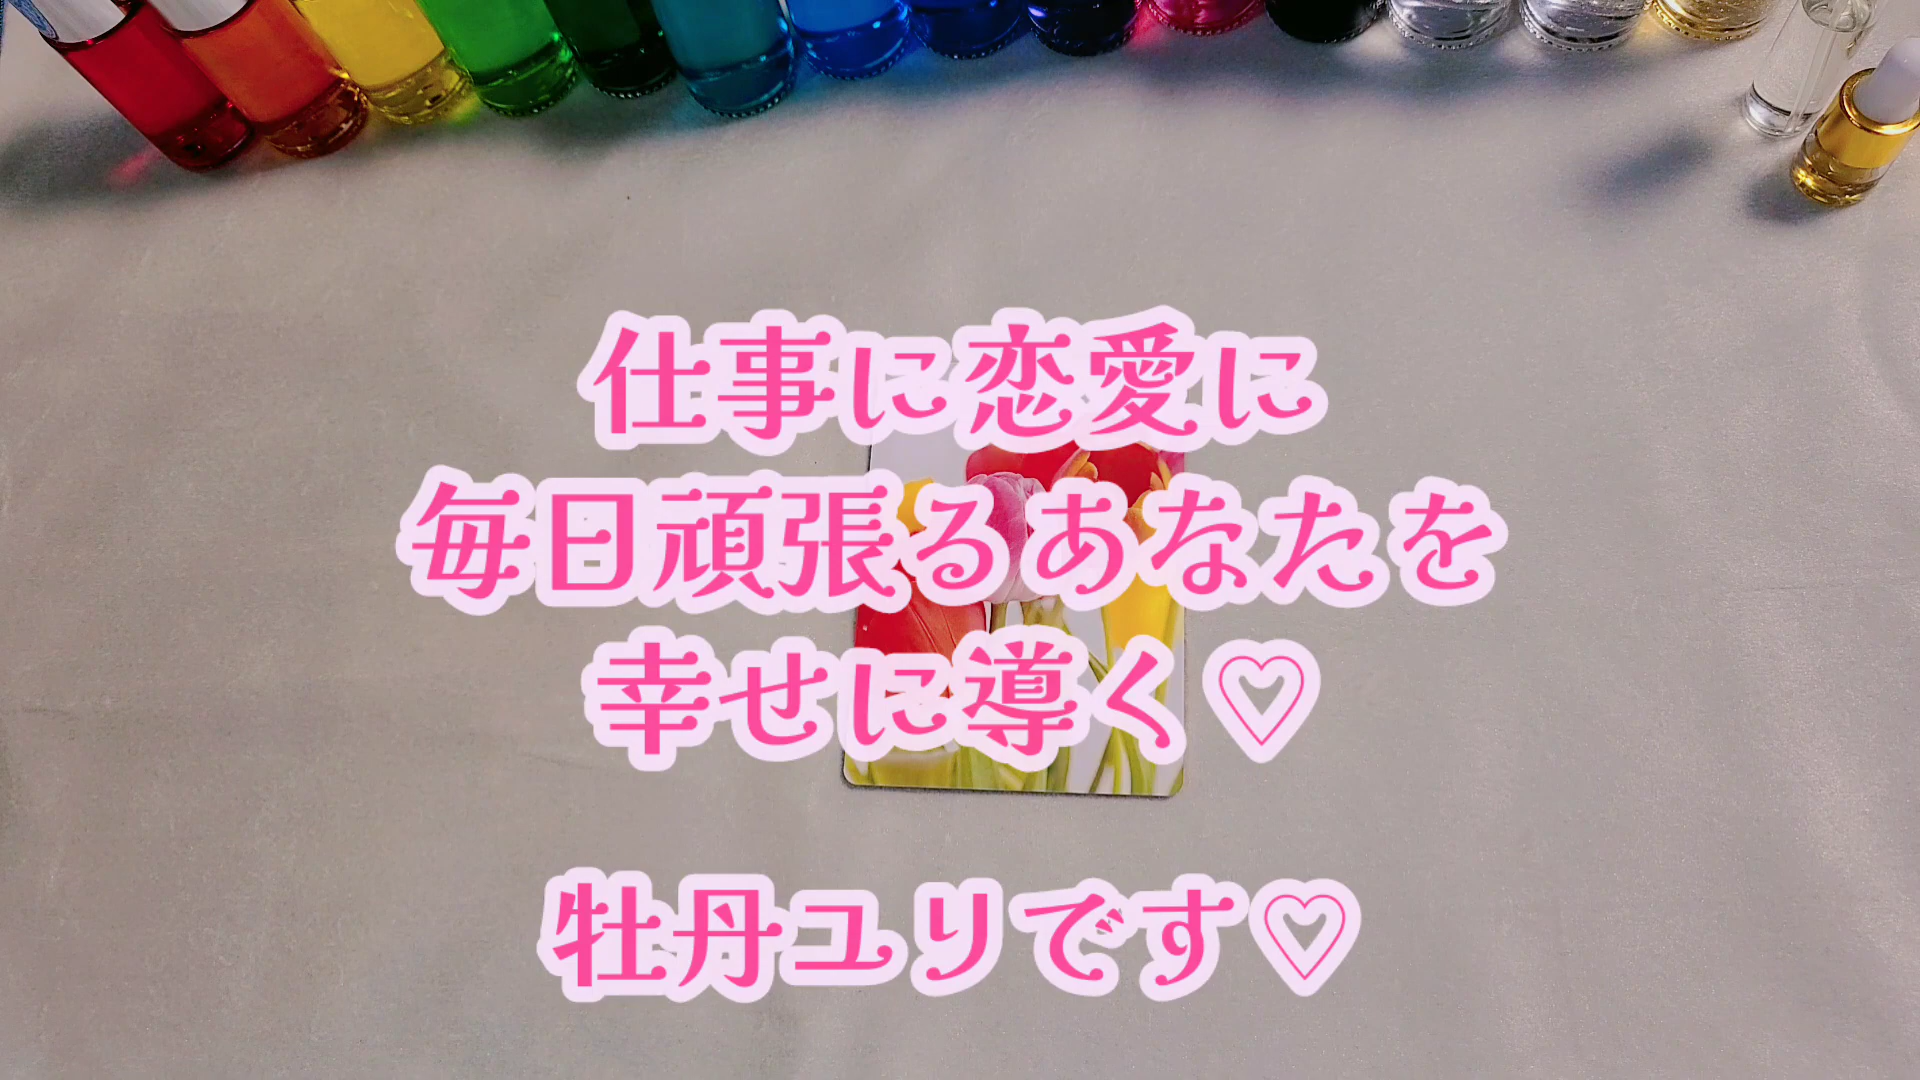 仕事に恋愛に
毎日頑張るあなたを
幸せに導く♡
牡丹ユリです♡